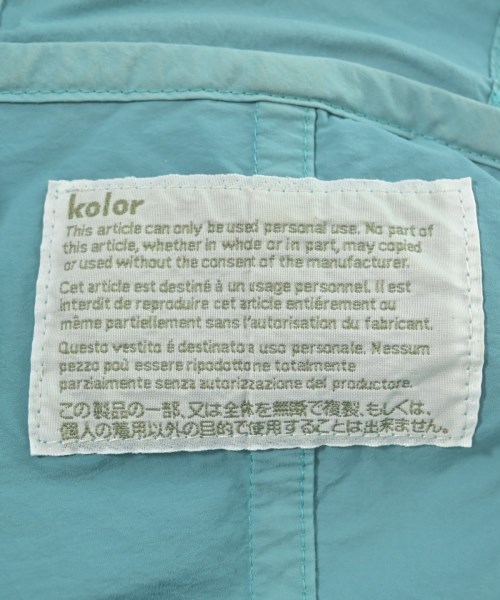 kolor
This article can only be used personal use. No part of
this article, whether in whole or in part, may copied
or used without the consent of the manufacturer.
Cet article est destiné à un usage personnel. Il est
interdit de reproduire cet article entiérement ou
même partiellement sans l'autorisation du fabricant.
Questo vestito é destinato a uso personale. Nessum
pezzo può essere ripodottone totalmente
parzialmente senza autorizzazione del productore.
この製品の一部、又は全体を無断で複製、もしくは、
個人の着用以外の目的で使用することは出来ません。